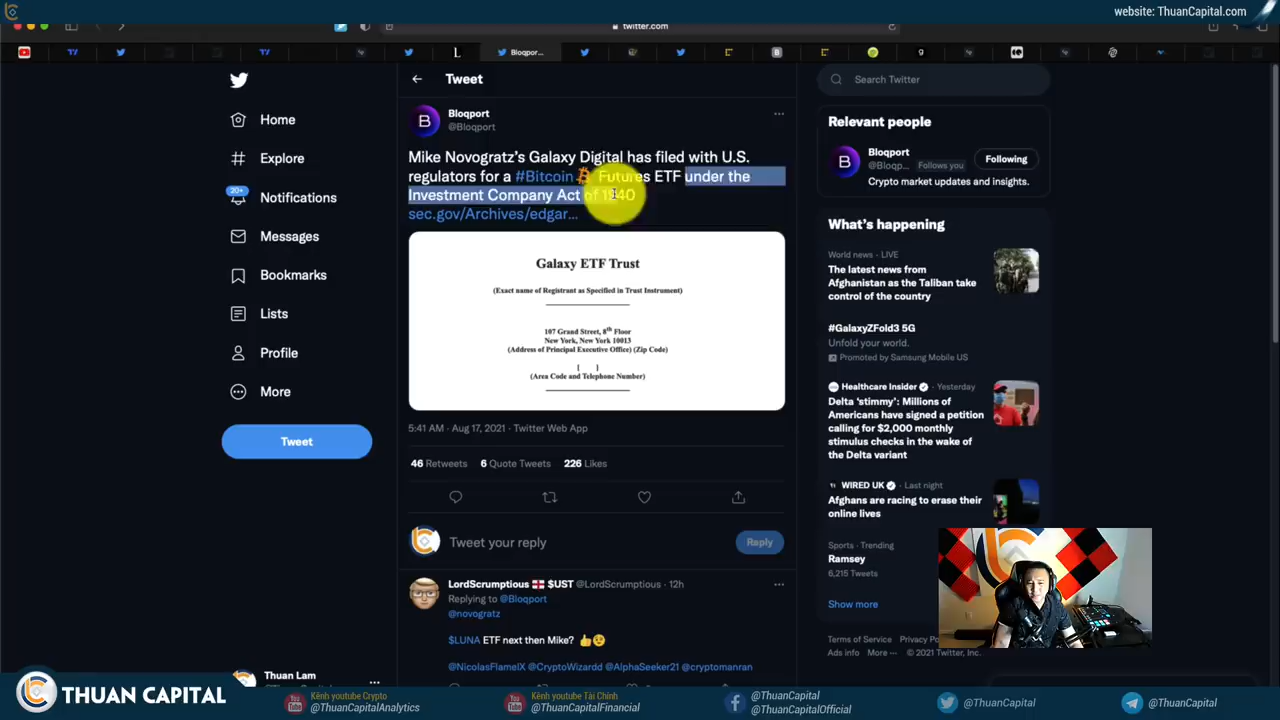 website: ThuanCapital.com
twitter.com
Bloqpor...
Tweet
Search Twitter
Home
Explore
20+
Notifications
Messages
Bookmarks
Lists
Profile
More
Tweet
Bloqport
@Bloqport
Mike Novogratz's Galaxy Digital has filed with U.S.
regulators for a #Bitcoin Futures ETF under the
Investment Company Act of 1940
sec.gov/Archives/edgar...
Galaxy ETF Trust
(Exact name of Registrant as Specified in Trust Instrument)
107 Grand Street, 8th Floor
New York, New York 10013
(Address of Principal Executive Office) (Zip Code)
[ ]
(Area Code and Telephone Number)
5:41 AM · Aug 17, 2021 · Twitter Web App
46 Retweets 6 Quote Tweets 226 Likes
Tweet your reply
Reply
LordScrumptious $UST @LordScrumptious · 12h
Replying to @Bloqport
@novogratz
$LUNA ETF next then Mike?
@NicolasFlamelX @CryptoWizardd @AlphaSeeker21 @cryptomanran
Relevant people
Bloqport
@Bloqp... Follows you
Following
Crypto market updates and insights.
What's happening
World news · LIVE
The latest news from
Afghanistan as the Taliban take
control of the country
#GalaxyZFold3 5G
Unfold your world.
Promoted by Samsung Mobile US
Healthcare Insider · Yesterday
Delta 'stimmy': Millions of
Americans have signed a petition
calling for $2,000 monthly
stimulus checks in the wake of
the Delta variant
WIRED UK · Last night
Afghans are racing to erase their
online lives
Sports · Trending
Ramsey
6,215 Tweets
Show more
Terms of Service Privacy Po
Ads info More ··· © 2021 Twitter, Inc.
Thuan Lam
THUAN CAPITAL
Kênh youtube Crypto
@ThuanCapitalAnalytics
Kênh youtube Tài Chính
@ThuanCapitalFinancial
@ThuanCapital
@ThuanCapitalOfficial
@ThuanCapital
@ThuanCapital